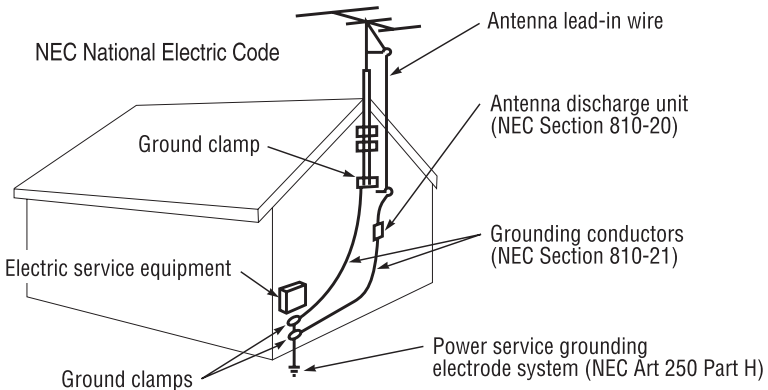 Antenna lead-in wire
NEC National Electric Code
Antenna discharge unit
(NEC Section 810-20)
Ground clamp
Grounding conductors
(NEC Section 810-21)
Electric service equipment
Power service grounding
electrode system (NEC Art 250 Part H)
Ground clamps